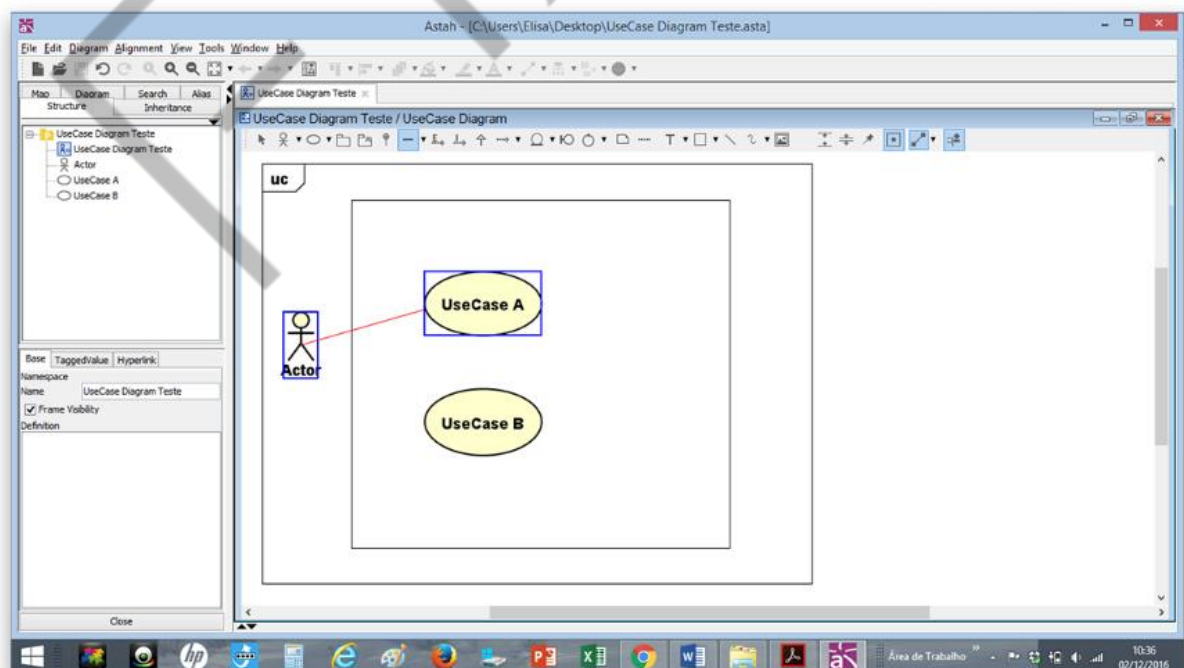 Astah - [C:\Users\Elisa\Desktop\UseCase Diagram Teste.asta]
File Edit Diagram Alignment View Tools Window Help
Map Diagram Search Alias
Structure Inheritance
UseCase Diagram Teste
UseCase Diagram Teste
Actor
UseCase A
UseCase B
Base TaggedValue Hyperlink
Namespace
Name UseCase Diagram Teste
Frame Visibility
Definition
Close
UseCase Diagram Teste
UseCase Diagram Teste / UseCase Diagram
T
uc
UseCase A
Actor
UseCase B
Área de Trabalho
10:36
02/12/2016